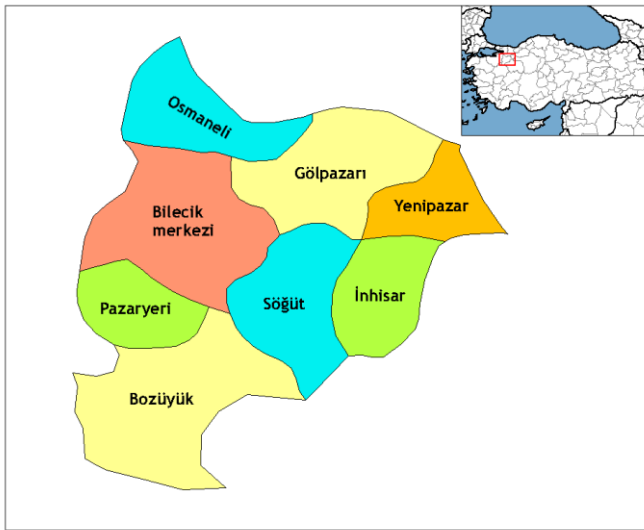 Osmaneli
Gölpazarı
Yenipazar
Bilecik
merkezi
Pazaryeri
Söğüt
İnhisar
Bozüyük